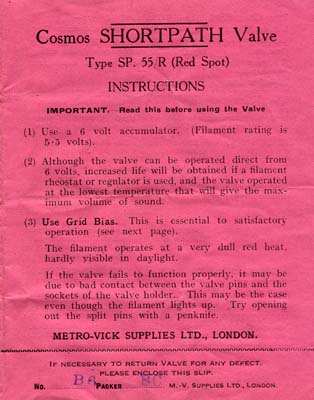 Cosmos SHORTPATH Valve
Type SP. 55/R (Red Spot)
INSTRUCTIONS
IMPORTANT. Read this before using the Valve
(1) Use a 6 volt accumulator. (Filament rating is
5·5 volts).
(2) Although the valve can be operated direct from
6 volts, increased life will be obtained if a filament
rheostat or regulator is used, and the valve operated
at the lowest temperature that will give the max-
imum volume of sound.
(3) Use Grid Bias. This is essential to satisfactory
operation (see next page).
The filament operates at a very dull red heat,
hardly visible in daylight.
If the valve fails to function properly, it may be
due to bad contact between the valve pins and the
sockets of the valve holder. This may be the case
even though the filament lights up. Try opening
out the split pins with a penknife.
METRO-VICK SUPPLIES LTD., LONDON.
IF NECESSARY TO RETURN VALVE FOR ANY DEFECT,
PLEASE ENCLOSE THIS SLIP.
No. PACKER M.-V. SUPPLIES LTD., LONDON.